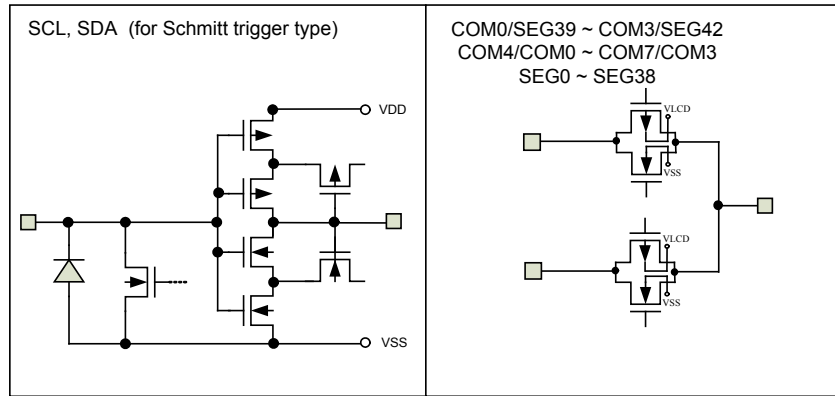 SCL, SDA (for Schmitt trigger type)
VDD
VSS
COM0/SEG39 ~ COM3/SEG42
COM4/COM0 ~ COM7/COM3
SEG0 ~ SEG38
VLCD
VSS
VLCD
VSS